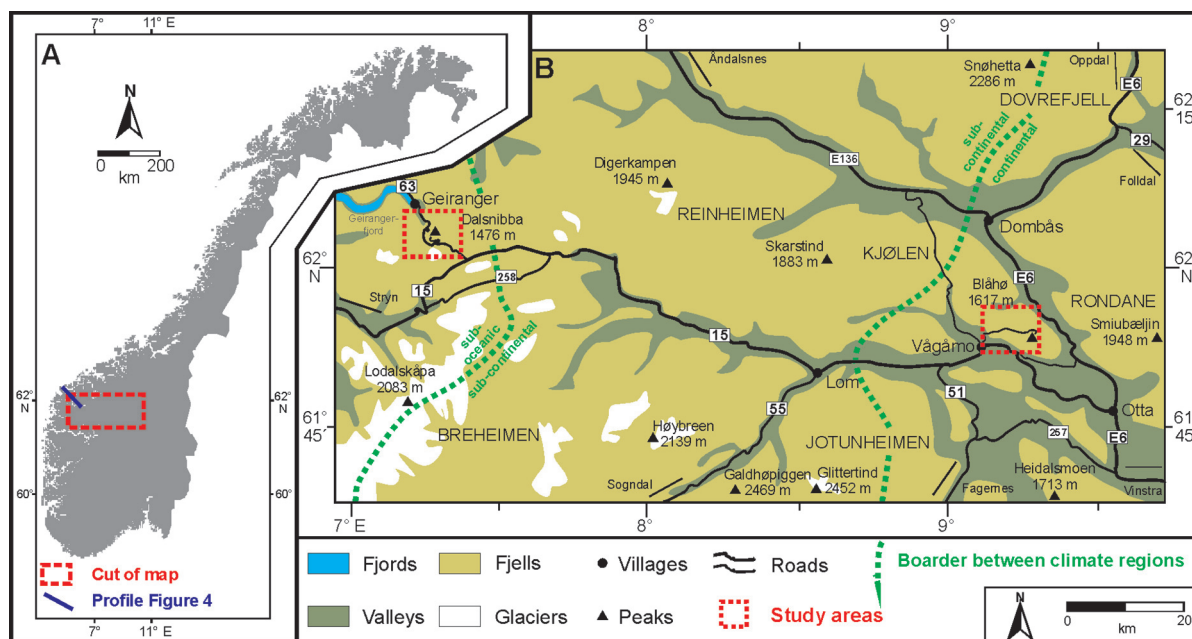 7°
11° E
A
N
0
200
km
62°
N
60°
62°
N
60°
Cut of map
Profile Figure 4
7°
11° E
8°
9°
B
Åndalsnes
Snøhetta
2286 m
Oppdal
E6
DOVREFJELL
62°
15'
sub-
continental
continental
29
Folldal
E136
Digerkampen
1945 m
63
Geiranger
Geiranger-
fjord
Dalsnibba
1476 m
REINHEIMEN
Dombås
Skarstind
1883 m
KJØLEN
62°
N
62°
N
258
E6
Blåhø
1617 m
RONDANE
Smiubæljin
1948 m
Stryn
15
15
sub-
oceanic
sub-continental
Vågåmo
Lodalskåpa
2083 m
Lom
51
Otta
61°
45'
61°
45'
55
BREHEIMEN
Høybreen
2139 m
JOTUNHEIMEN
257
E6
Sogndal
Galdhøpiggen
2469 m
Glittertind
2452 m
Fagernes
Heidalsmoen
1713 m
Vinstra
7° E
8°
9°
Fjords
Fjells
Villages
Roads
Boarder between climate regions
Valleys
Glaciers
Peaks
Study areas
N
0
20
km